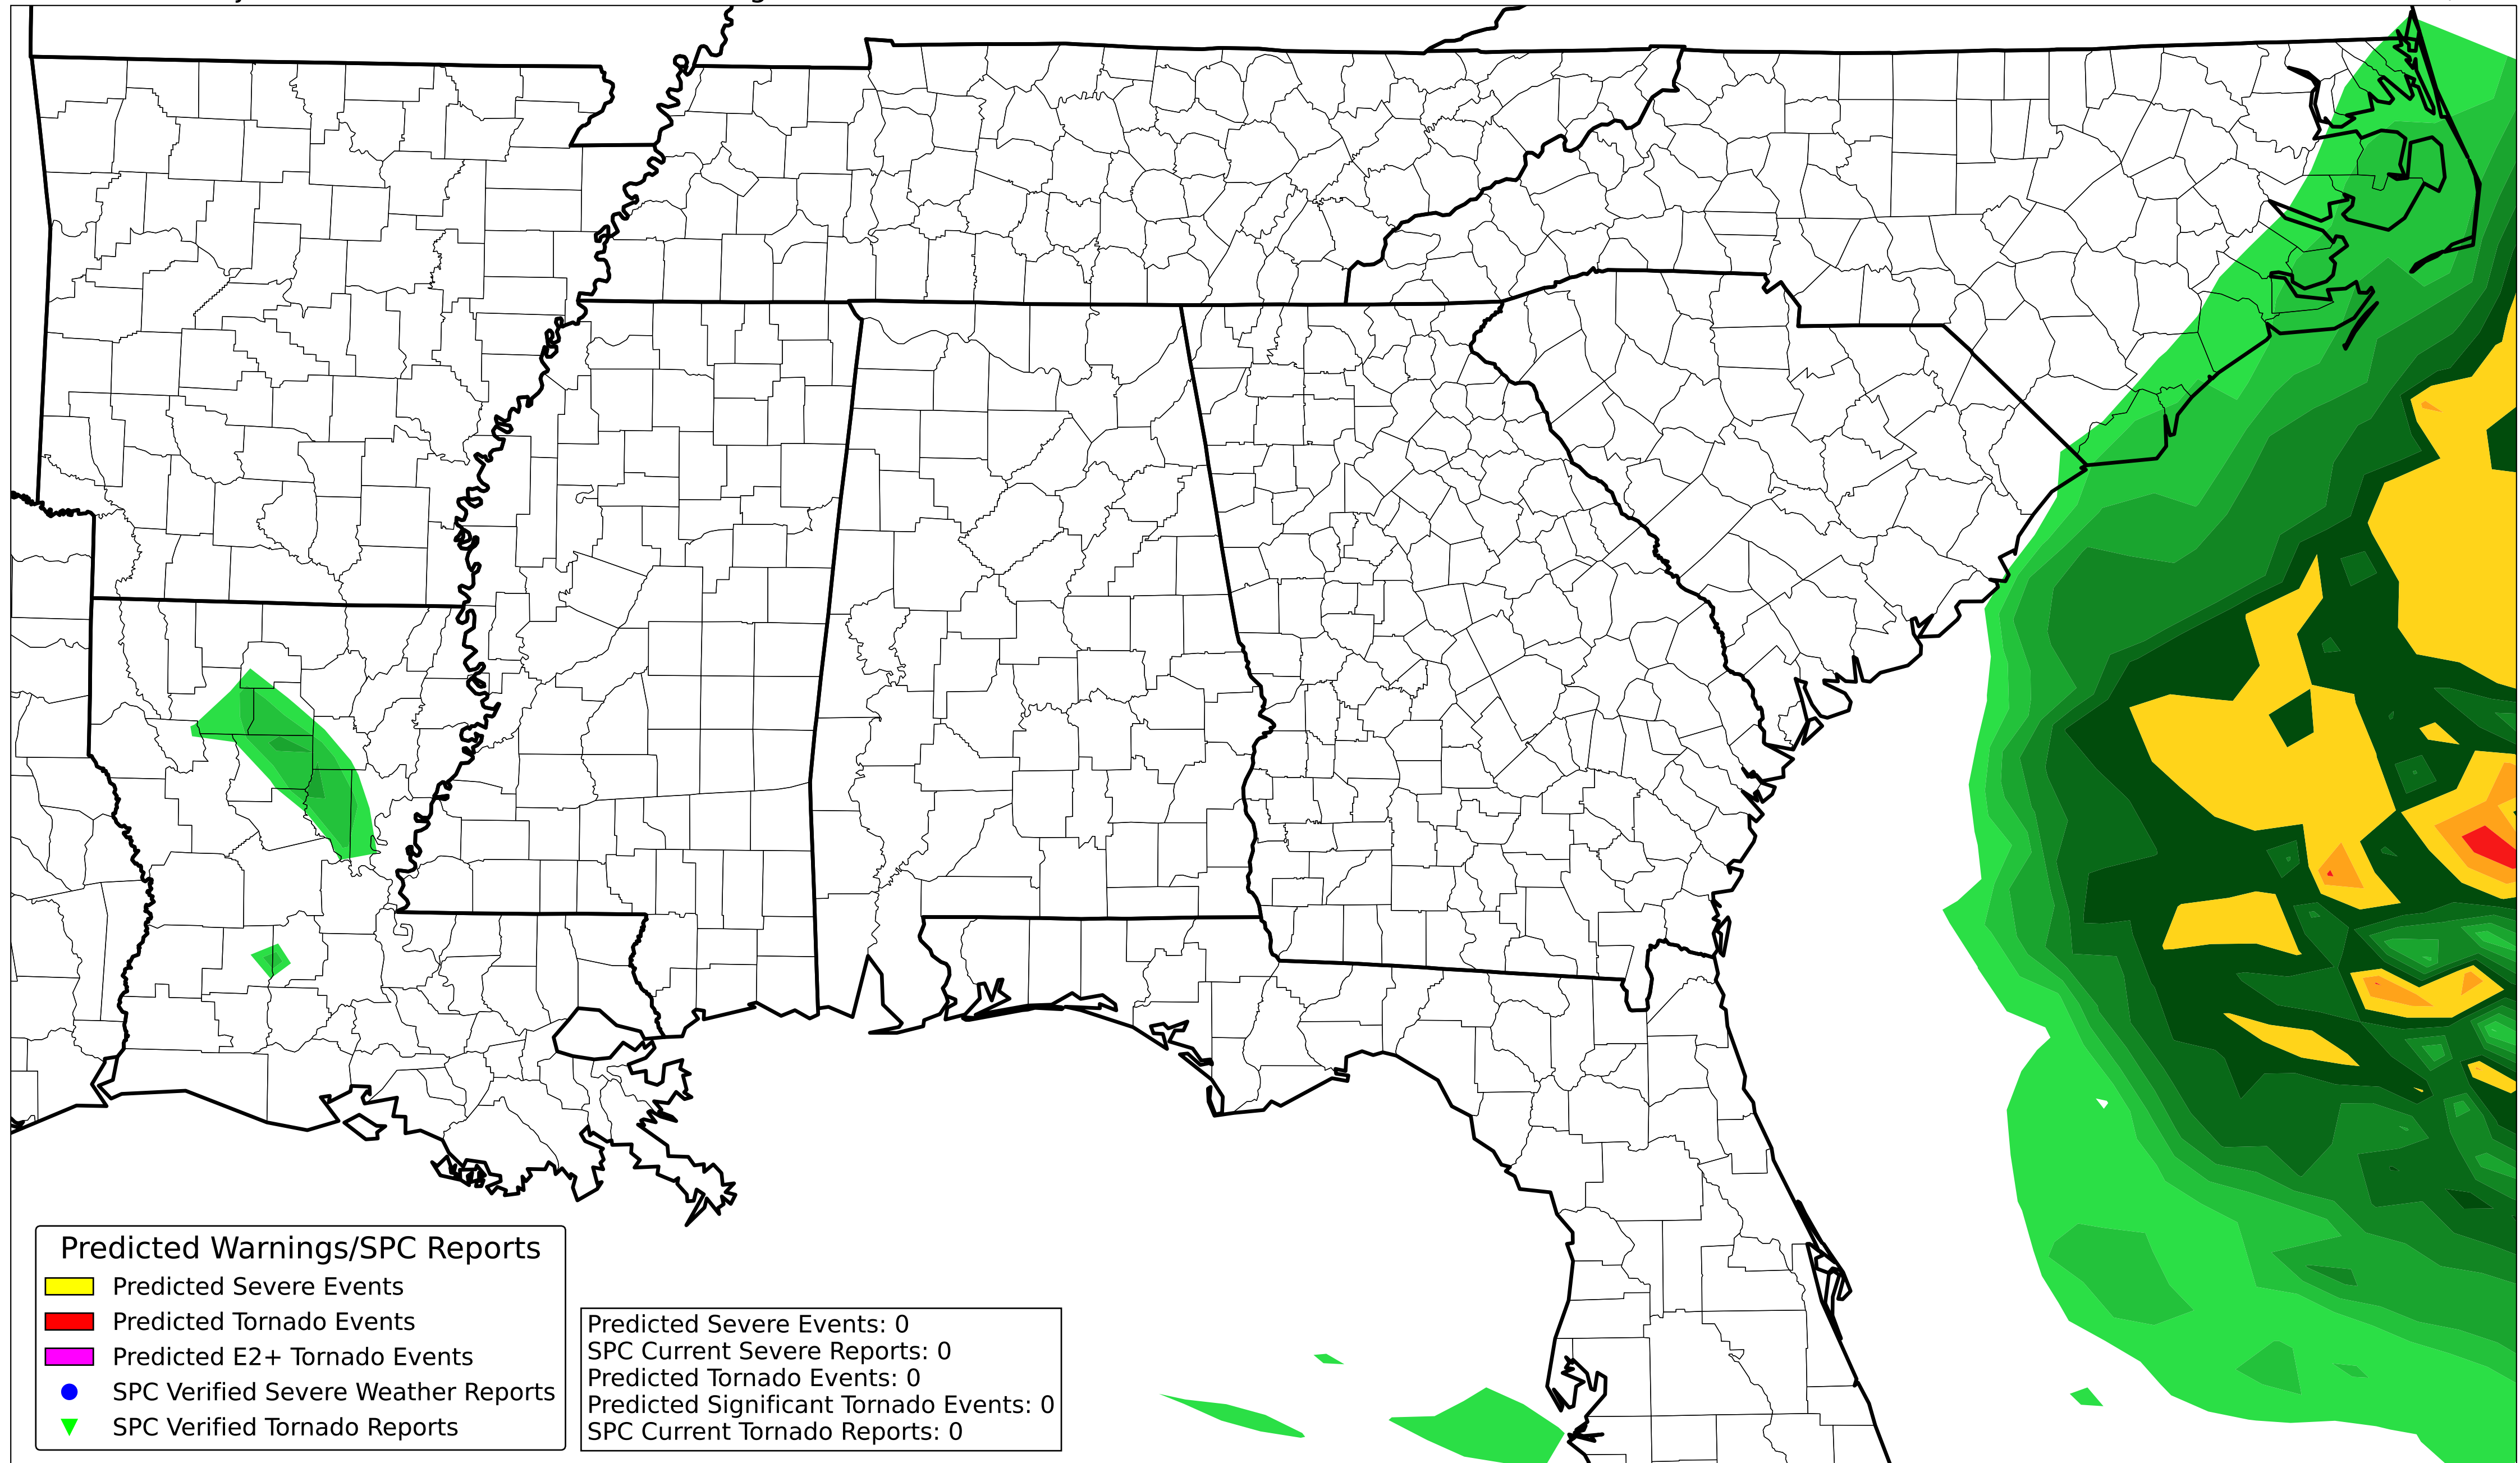 Predicted Warnings/SPC Reports
Predicted Severe Events
Predicted Tornado Events
Predicted E2+ Tornado Events
SPC Verified Severe Weather Reports
SPC Verified Tornado Reports
Predicted Severe Events: 0
SPC Current Severe Reports: 0
Predicted Tornado Events: 0
Predicted Significant Tornado Events: 0
SPC Current Tornado Reports: 0